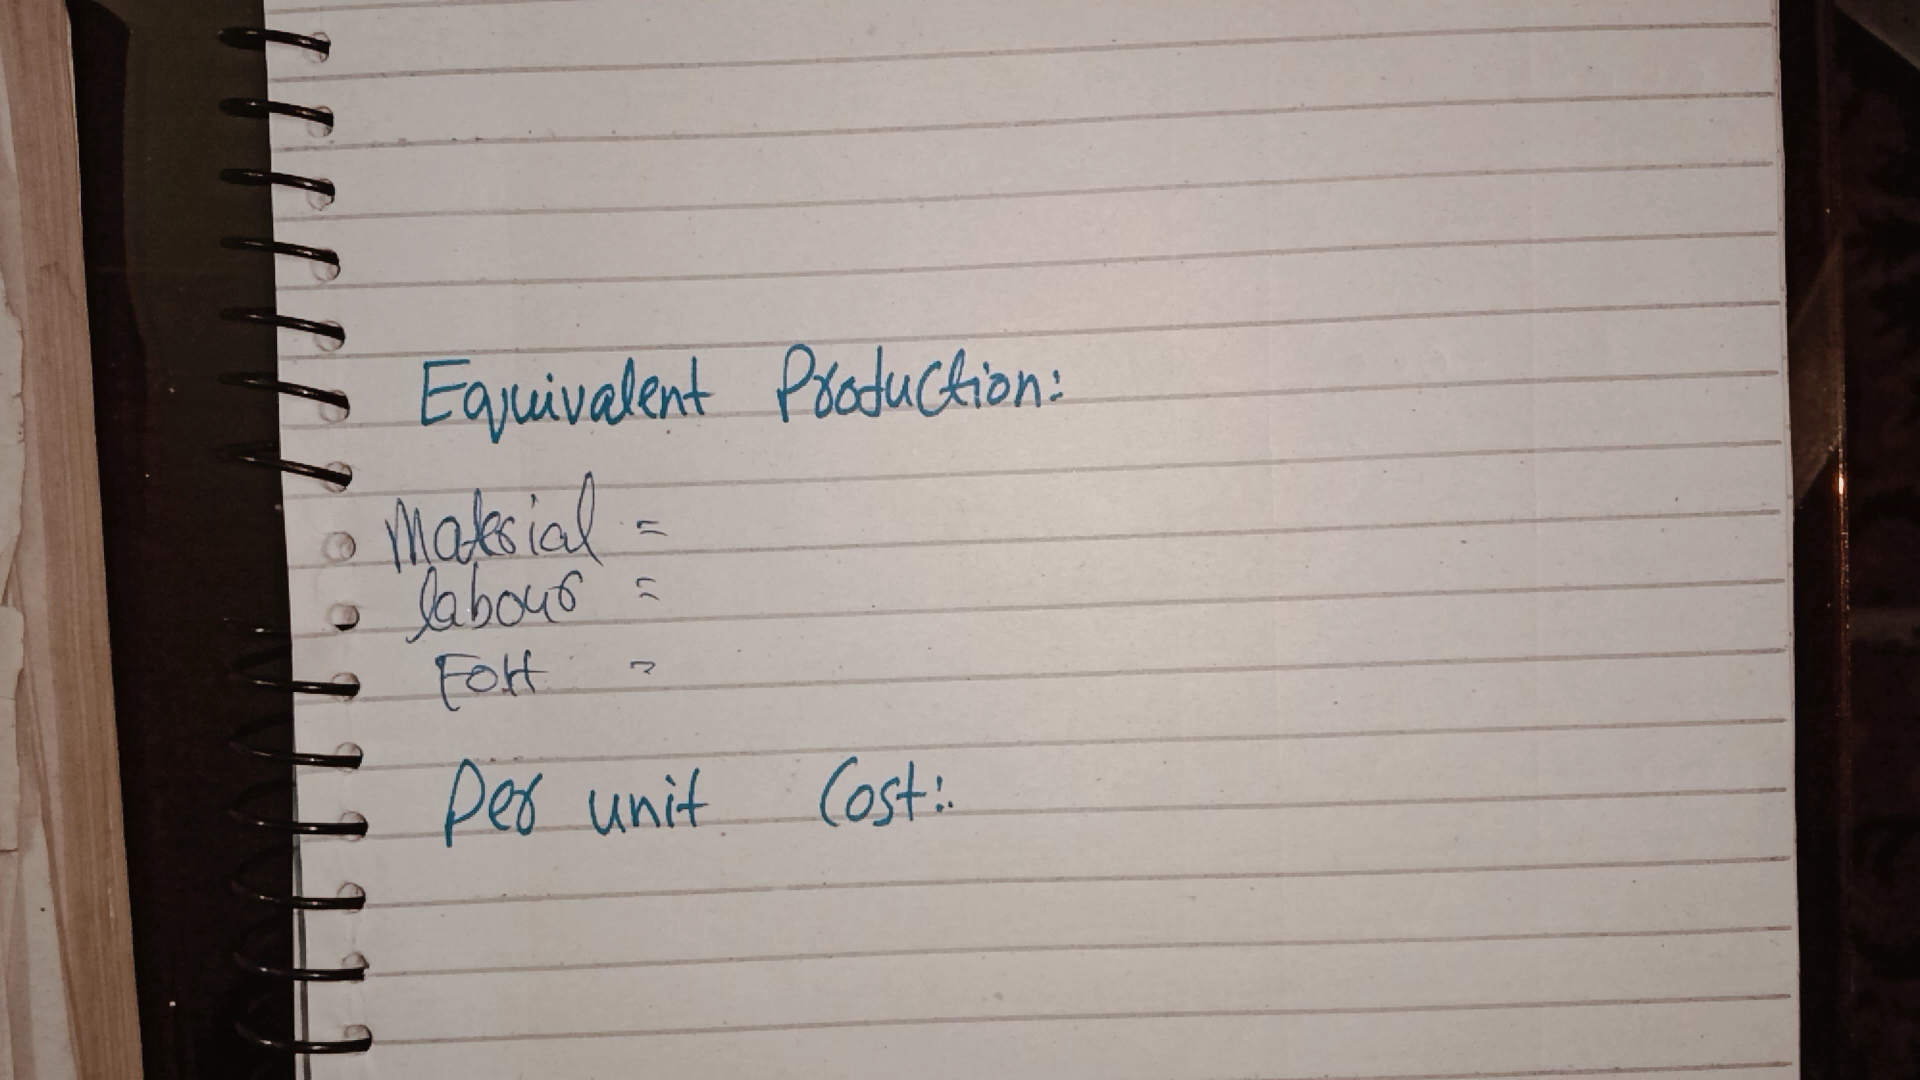 Equivalent Production:
Material =
labour =
FOH =
Per unit Cost: